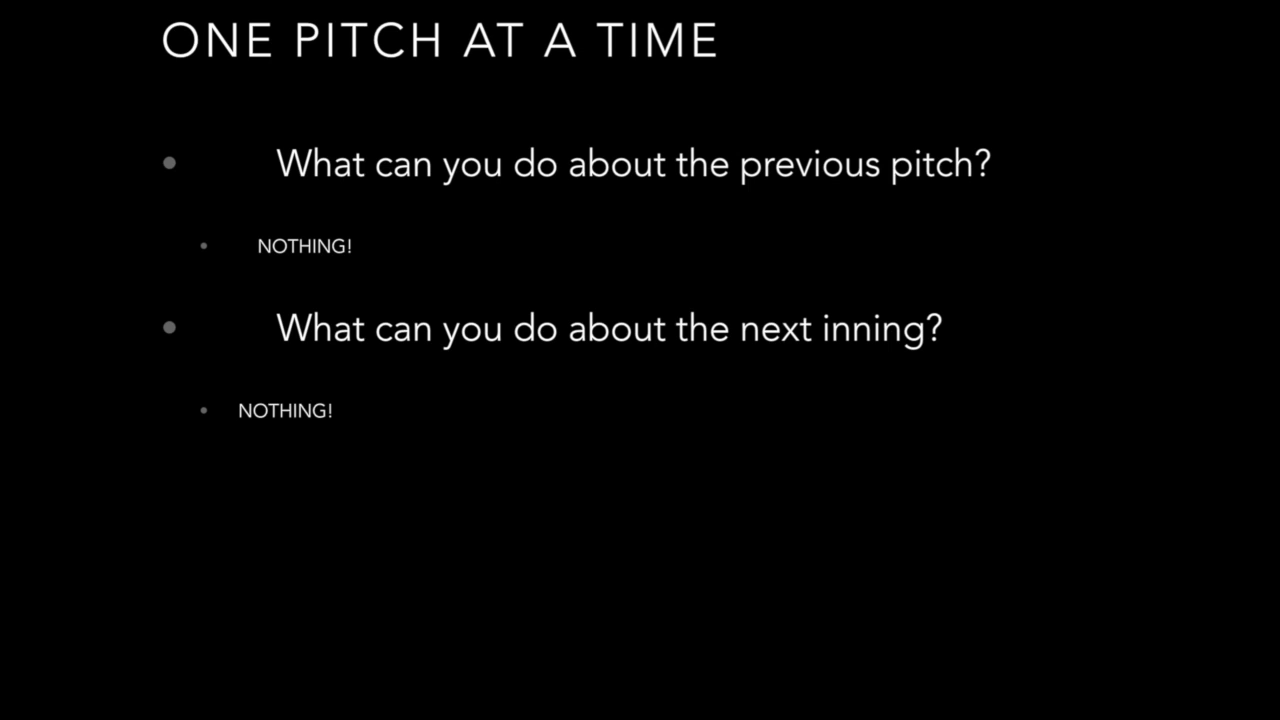 ONE PITCH AT A TIME
What can you do about the previous pitch?
NOTHING!
What can you do about the next inning?
NOTHING!